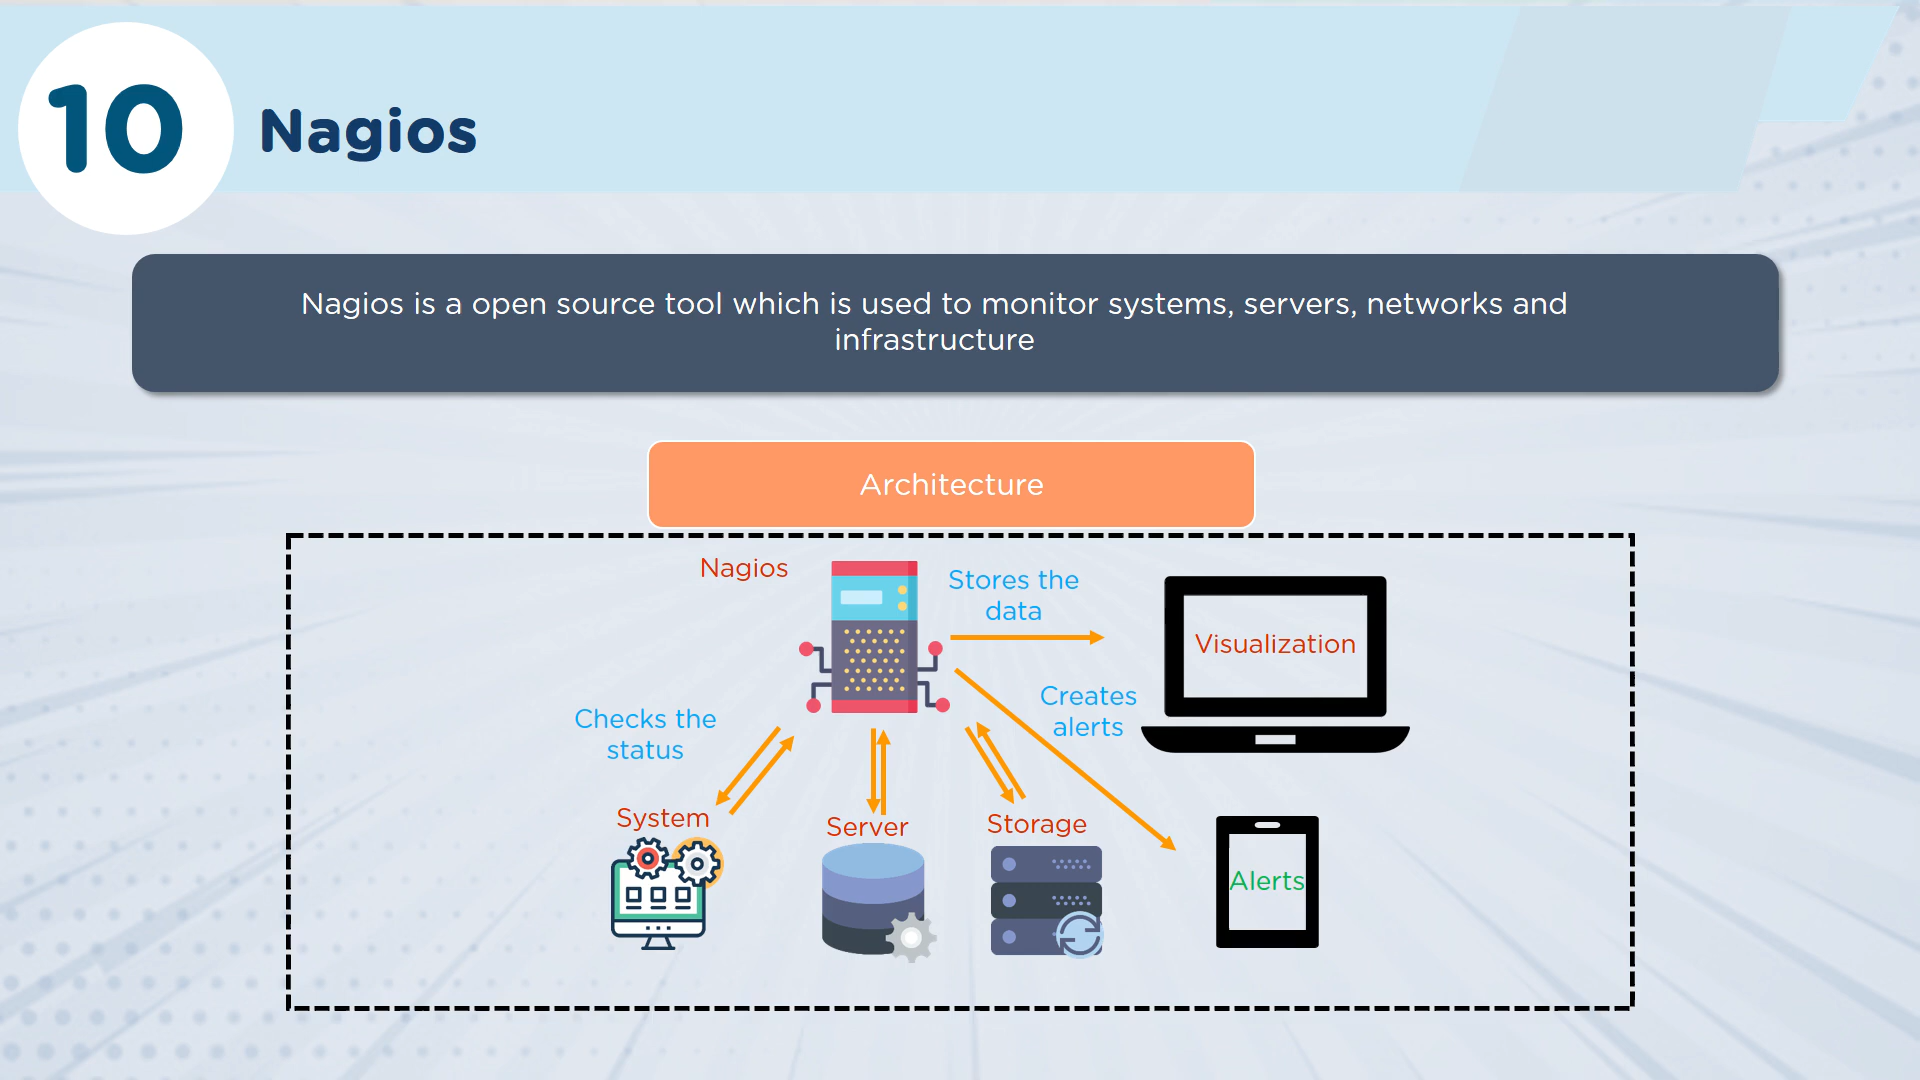 10
Nagios
Nagios is a open source tool which is used to monitor systems, servers, networks and
infrastructure
Architecture
Nagios
Stores the
data
Visualization
Creates
alerts
Checks the
status
System
Server
Storage
Alerts